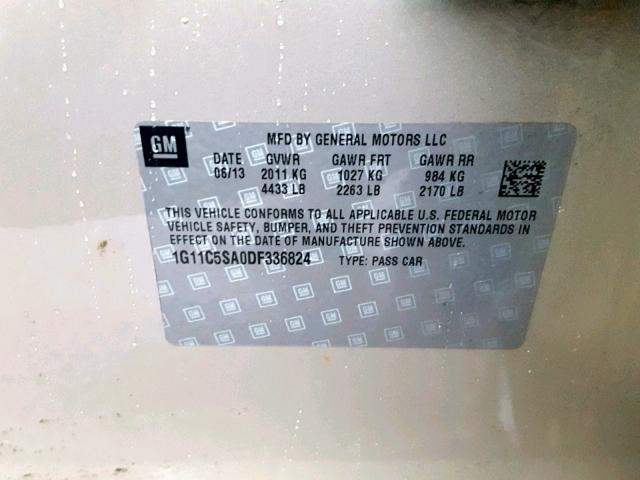 GM
MFD BY GENERAL MOTORS LLC
DATE GVWR GAWR FRT GAWR RR
06/13 2011 KG 1027 KG 984 KG
4433 LB 2263 LB 2170 LB
THIS VEHICLE CONFORMS TO ALL APPLICABLE U.S. FEDERAL MOTOR
VEHICLE SAFETY, BUMPER, AND THEFT PREVENTION STANDARDS IN
EFFECT ON THE DATE OF MANUFACTURE SHOWN ABOVE.
1G11C5SA0DF336824 TYPE: PASS CAR